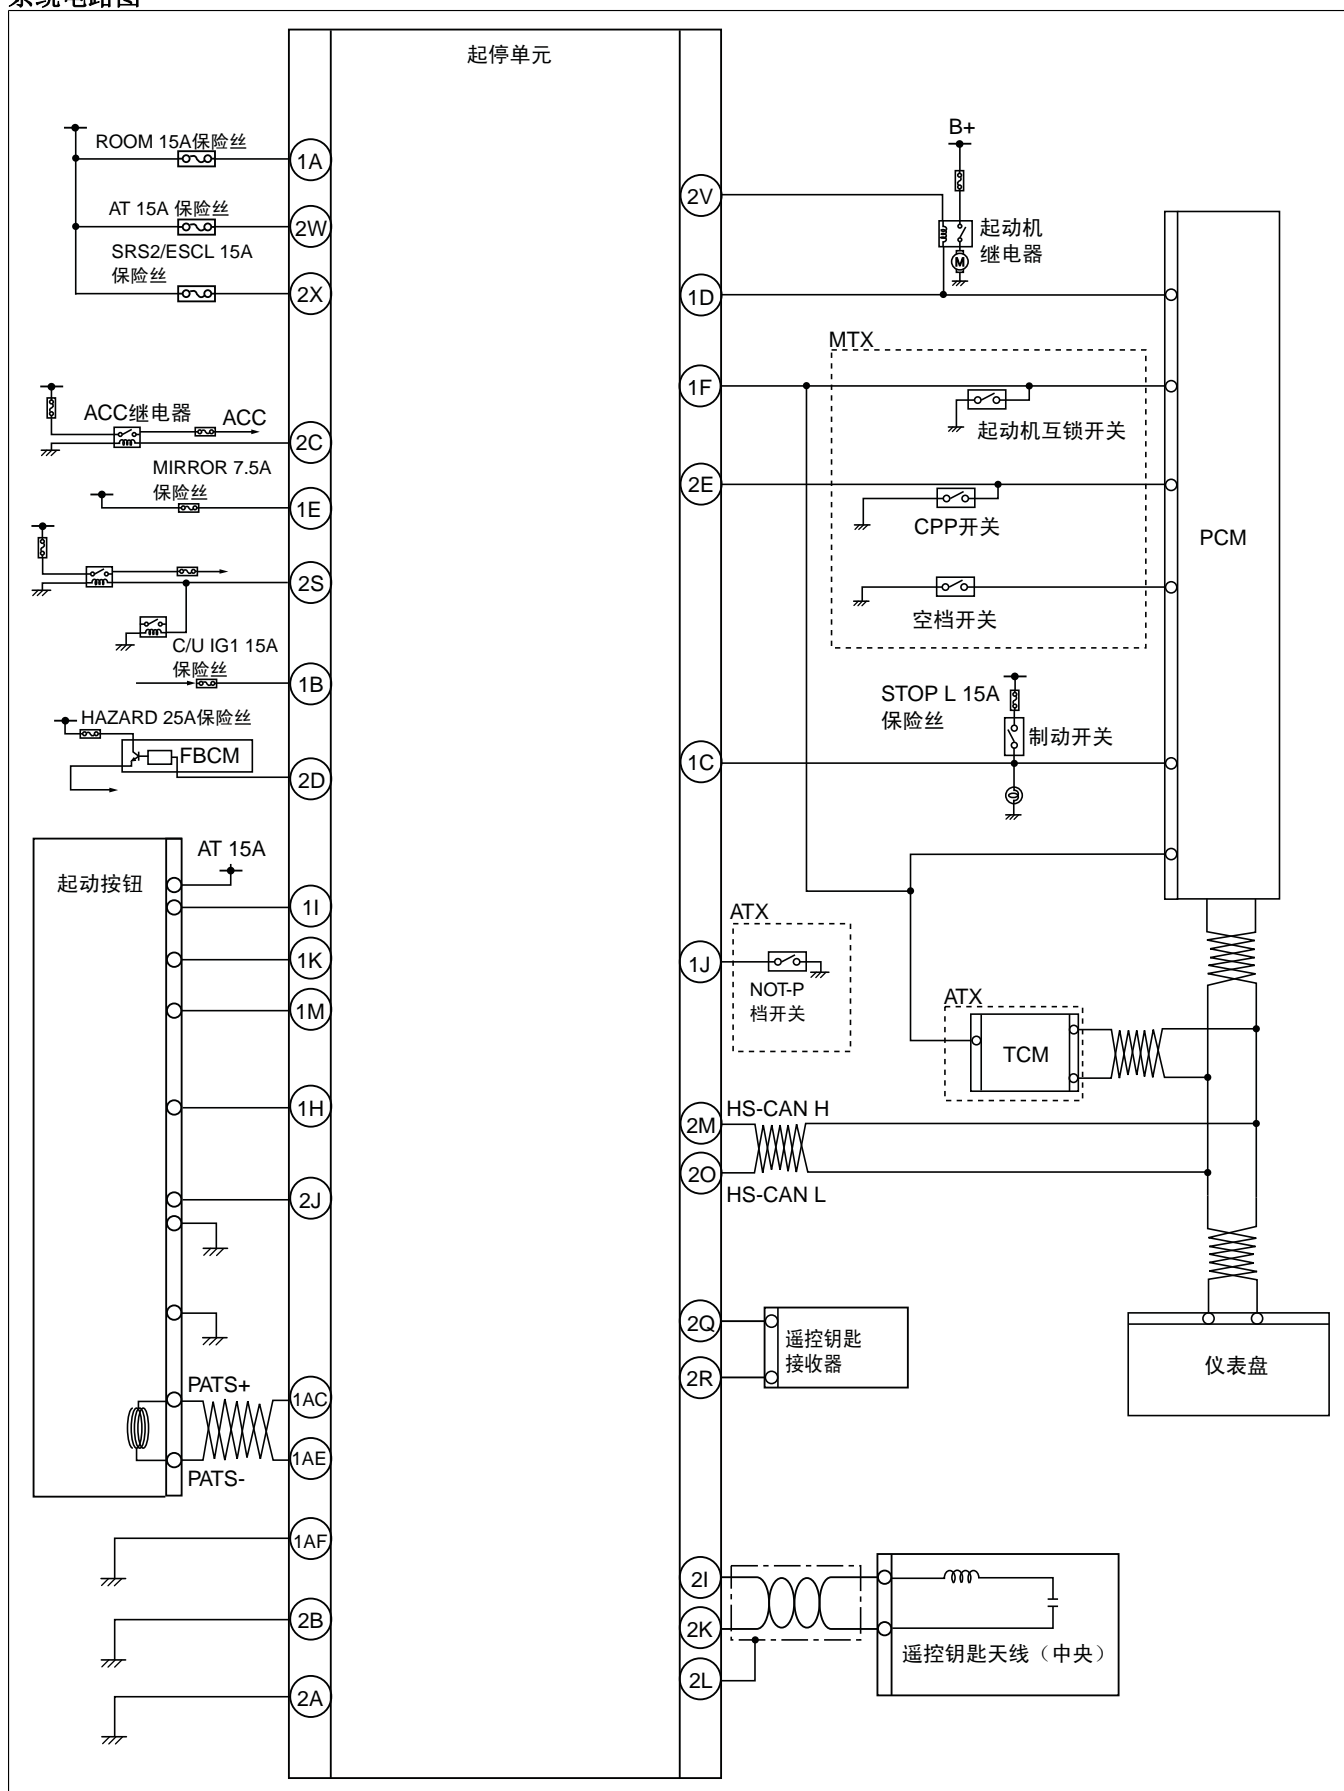 系统电路图
起停单元
ROOM 15A保险丝
1A
AT 15A 保险丝
2W
SRS2/ESCL 15A
保险丝
2X
ACC继电器
ACC
2C
MIRROR 7.5A
保险丝
1E
2S
C/U IG1 15A
保险丝
1B
HAZARD 25A保险丝
FBCM
2D
起动按钮
AT 15A
1I
1K
1M
1H
2J
PATS+
1AC
1AE
PATS-
1AF
2B
2A
B+
2V
起动机
继电器
M
1D
MTX
1F
起动机互锁开关
2E
CPP开关
空档开关
PCM
STOP L 15A
保险丝
制动开关
1C
ATX
1J
NOT-P
档开关
ATX
TCM
2M
HS-CAN H
2O
HS-CAN L
2Q
遥控钥匙
接收器
2R
仪表盘
2I
2K
2L
遥控钥匙天线（中央）